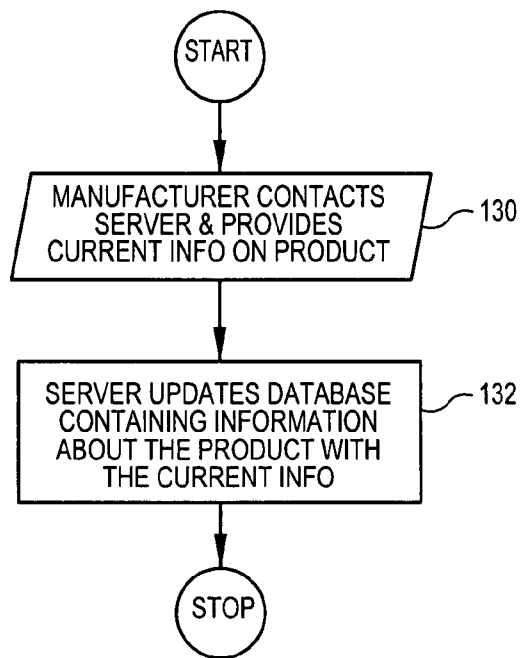 START
MANUFACTURER CONTACTS
SERVER & PROVIDES
CURRENT INFO ON PRODUCT
130
SERVER UPDATES DATABASE
CONTAINING INFORMATION
ABOUT THE PRODUCT WITH
THE CURRENT INFO
132
STOP